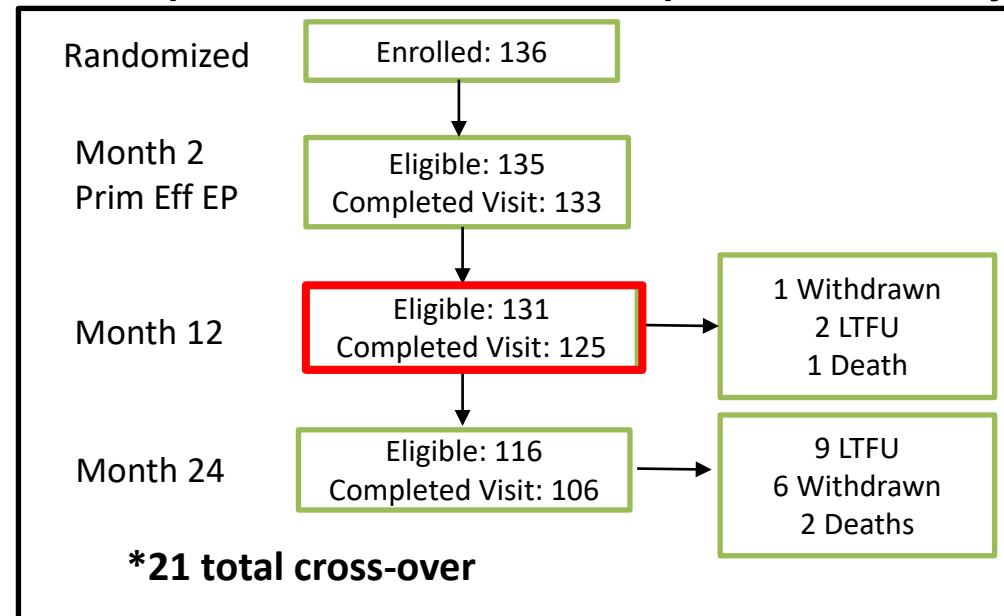 Randomized
Enrolled: 136
Month 2
Prim Eff EP
Eligible: 135
Completed Visit: 133
Month 12
Eligible: 131
Completed Visit: 125
1 Withdrawn
2 LTFU
1 Death
Month 24
Eligible: 116
Completed Visit: 106
9 LTFU
6 Withdrawn
2 Deaths
*21 total cross-over